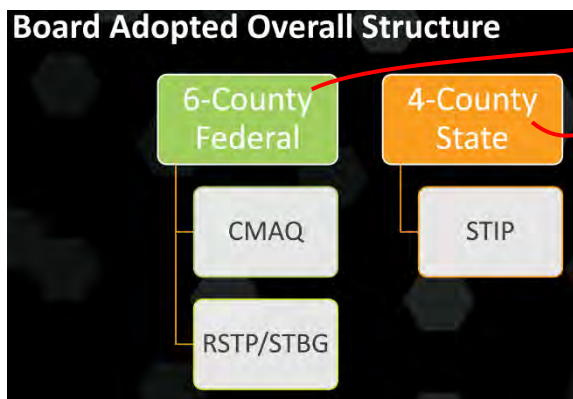 Board Adopted Overall Structure
6-County
Federal
4-County
State
CMAQ
STIP
RSTP/STBG